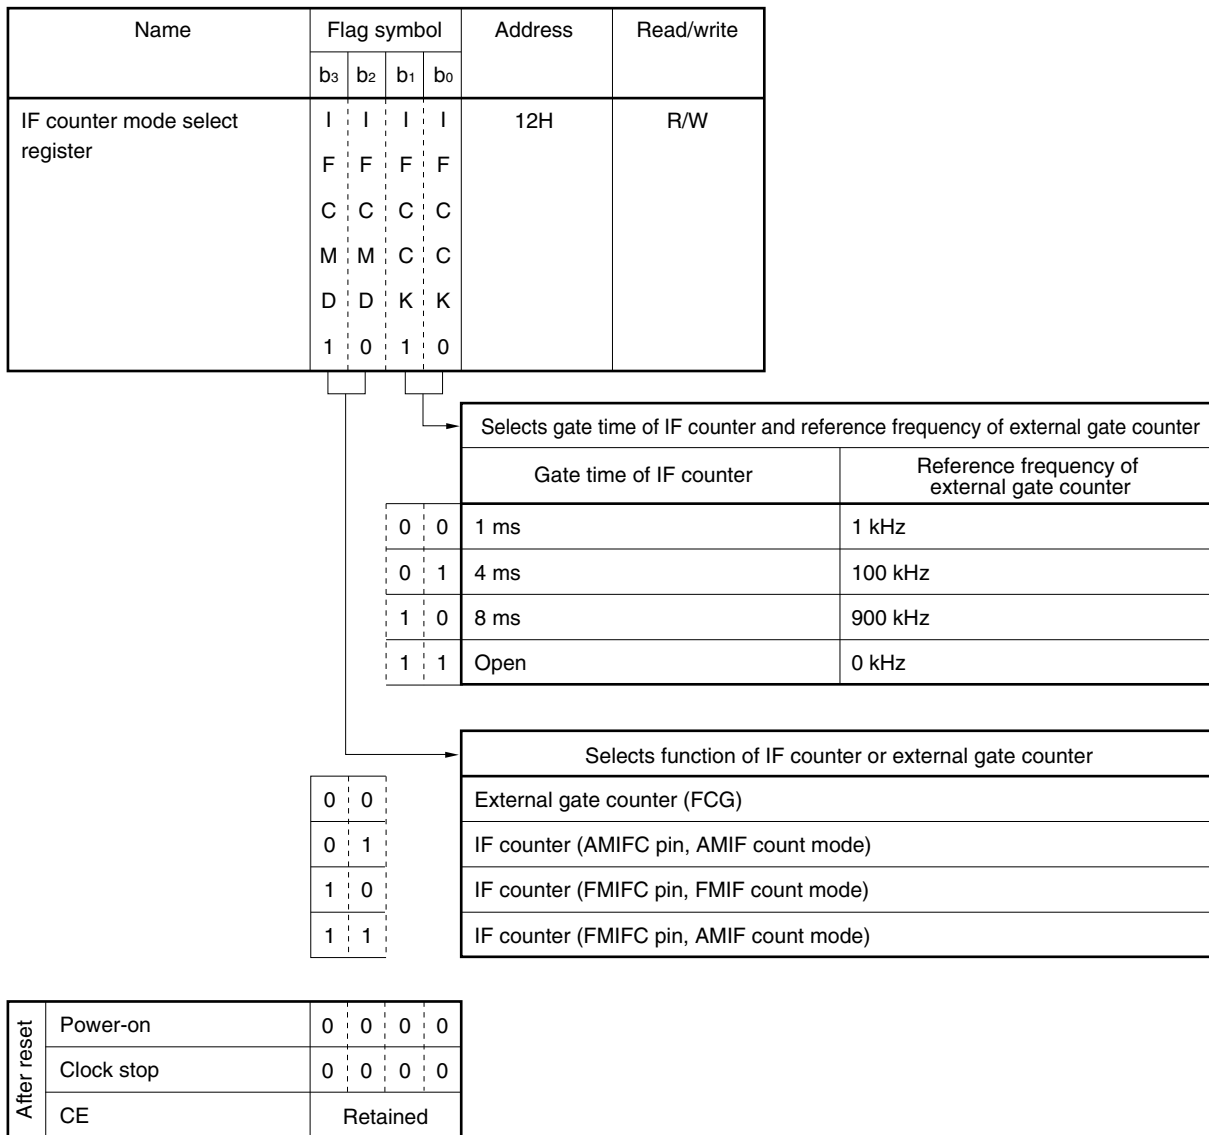 Name Flag symbol Address Read/write
b3 b2 b1 b0
IF counter mode select I I I I 12H R/W
register
F F F F
C C C C
M M C C
D D K K
1 0 1 0
Selects gate time of IF counter and reference frequency of external gate counter
Gate time of IF counter Reference frequency of
external gate counter
0 0 1 ms 1 kHz
0 1 4 ms 100 kHz
1 0 8 ms 900 kHz
1 1 Open 0 kHz
Selects function of IF counter or external gate counter
0 0 External gate counter (FCG)
0 1 IF counter (AMIFC pin, AMIF count mode)
1 0 IF counter (FMIFC pin, FMIF count mode)
1 1 IF counter (FMIFC pin, AMIF count mode)
After reset
Power-on 0 0 0 0
Clock stop 0 0 0 0
CE Retained